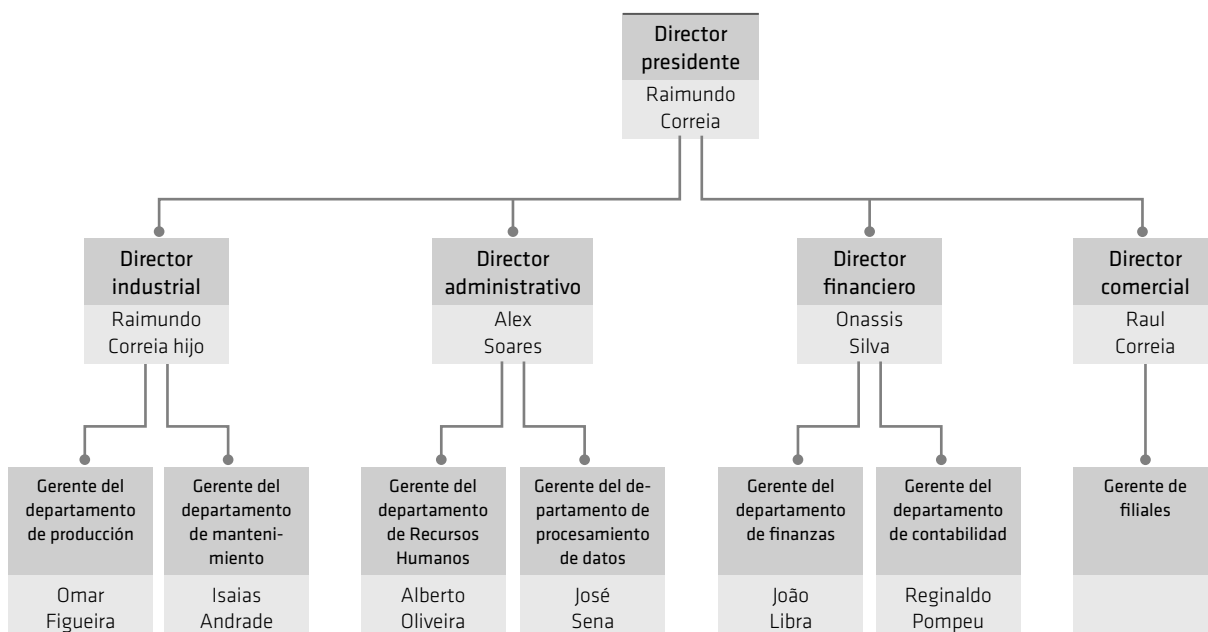 Director
presidente
Raimundo
Correia
Director
industrial
Raimundo
Correia hijo
Director
administrativo
Alex
Soares
Director
financiero
Onassis
Silva
Director
comercial
Raul
Correia
Gerente del
departamento
de producción
Omar
Figueira
Gerente del
departamento
de manteni-
miento
Isaias
Andrade
Gerente del
departamento
de Recursos
Humanos
Alberto
Oliveira
Gerente del de-
partamento de
procesamiento
de datos
José
Sena
Gerente del
departamento
de finanzas
João
Libra
Gerente del
departamento
de contabilidad
Reginaldo
Pompeu
Gerente de
filiales